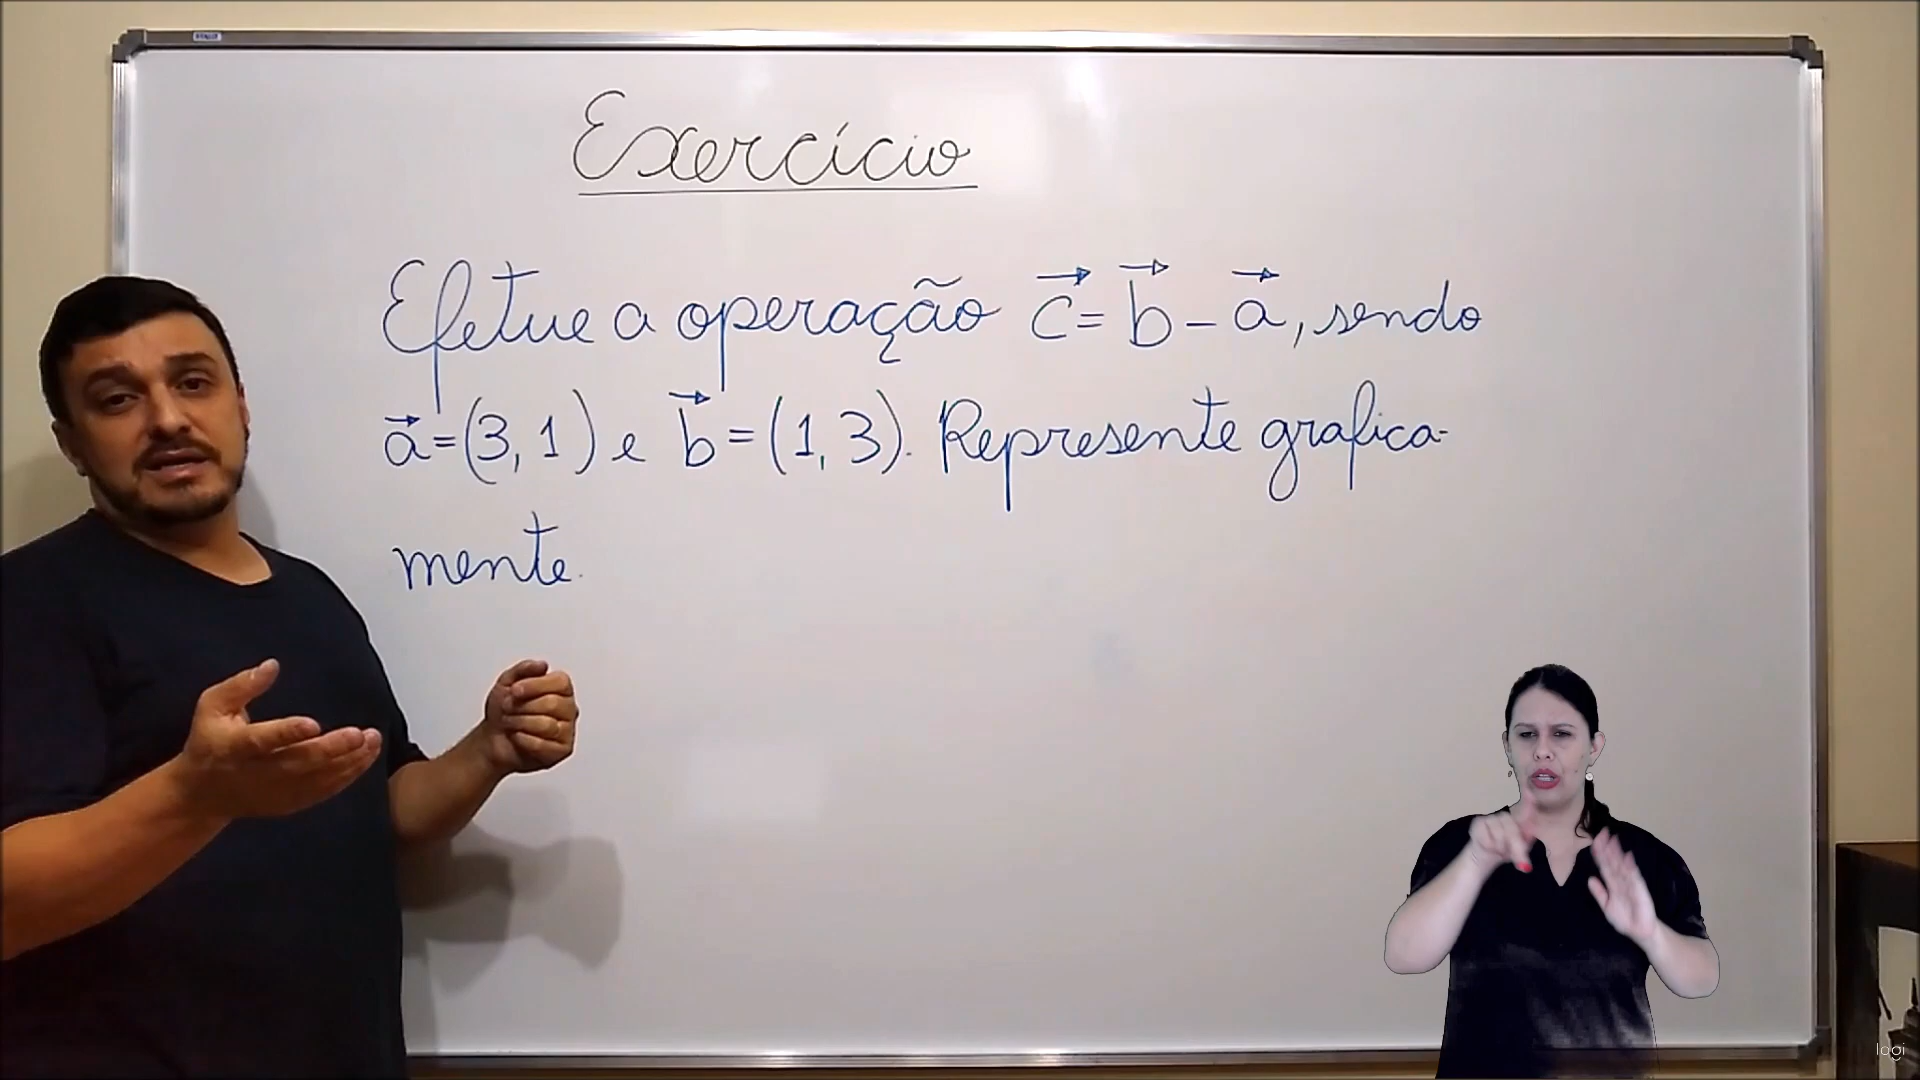 Exercício
Efetue a operação c⃗ = b⃗ - a⃗, sendo
a⃗ = (3, 1) e b⃗ = (1, 3). Represente grafica-
mente.